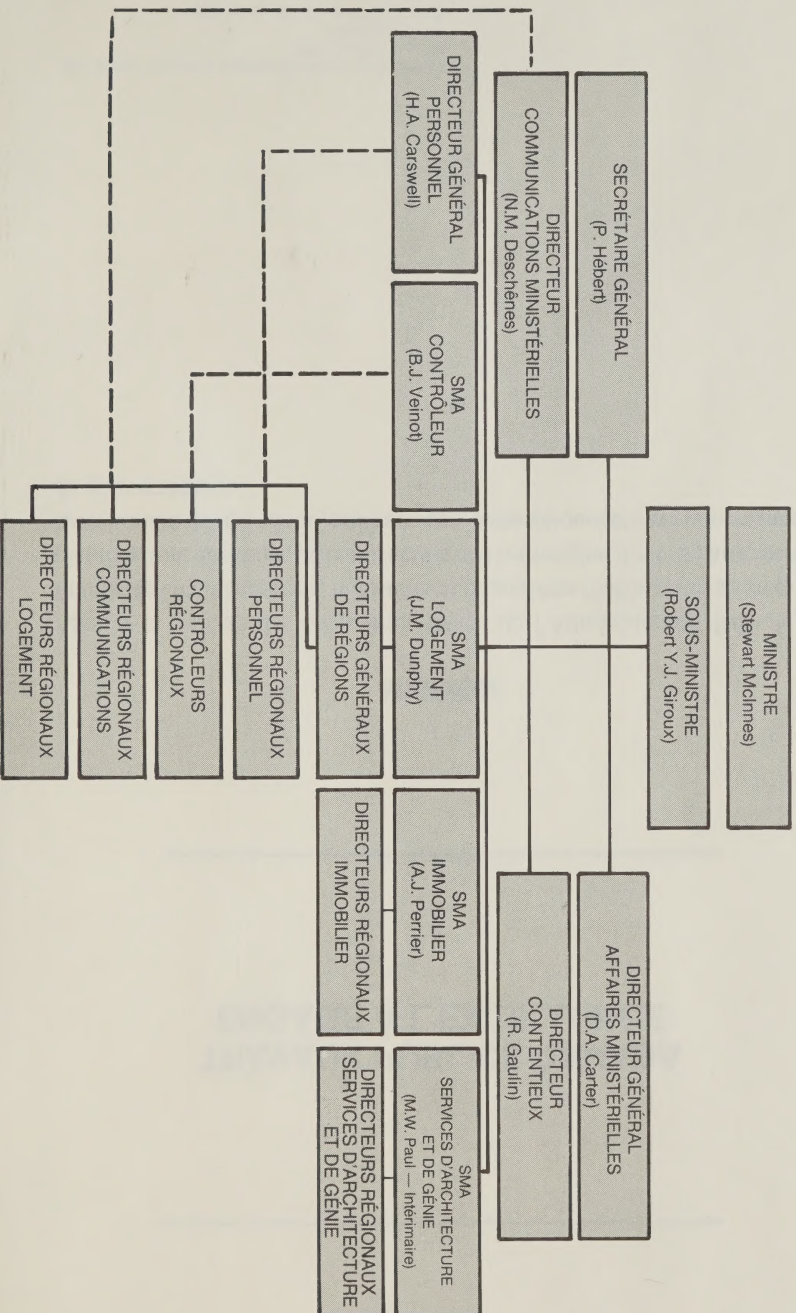 MINISTRE
(Stewart McInnes)
SOUS-MINISTRE
(Robert Y.J. Giroux)
SECRÉTAIRE GÉNÉRAL
(P. Hébert)
DIRECTEUR GÉNÉRAL
AFFAIRES MINISTÉRIELLES
(D.A. Carter)
DIRECTEUR
COMMUNICATIONS MINISTÉRIELLES
(N.M. Deschênes)
DIRECTEUR
CONTENTIEUX
(R. Gaulin)
DIRECTEUR GÉNÉRAL
PERSONNEL
(H.A. Carswell)
SMA
CONTRÔLEUR
(B.J. Veinot)
SMA
LOGEMENT
(J.M. Dunphy)
SMA
IMMOBILIER
(A.J. Perrier)
SMA
SERVICES D'ARCHITECTURE
ET DE GÉNIE
(M.W. Paul — Intérimaire)
DIRECTEURS GÉNÉRAUX
DE RÉGIONS
DIRECTEURS RÉGIONAUX
IMMOBILIER
DIRECTEURS RÉGIONAUX
SERVICES D'ARCHITECTURE
ET DE GÉNIE
DIRECTEURS RÉGIONAUX
PERSONNEL
CONTRÔLEURS
RÉGIONAUX
DIRECTEURS RÉGIONAUX
COMMUNICATIONS
DIRECTEURS RÉGIONAUX
LOGEMENT